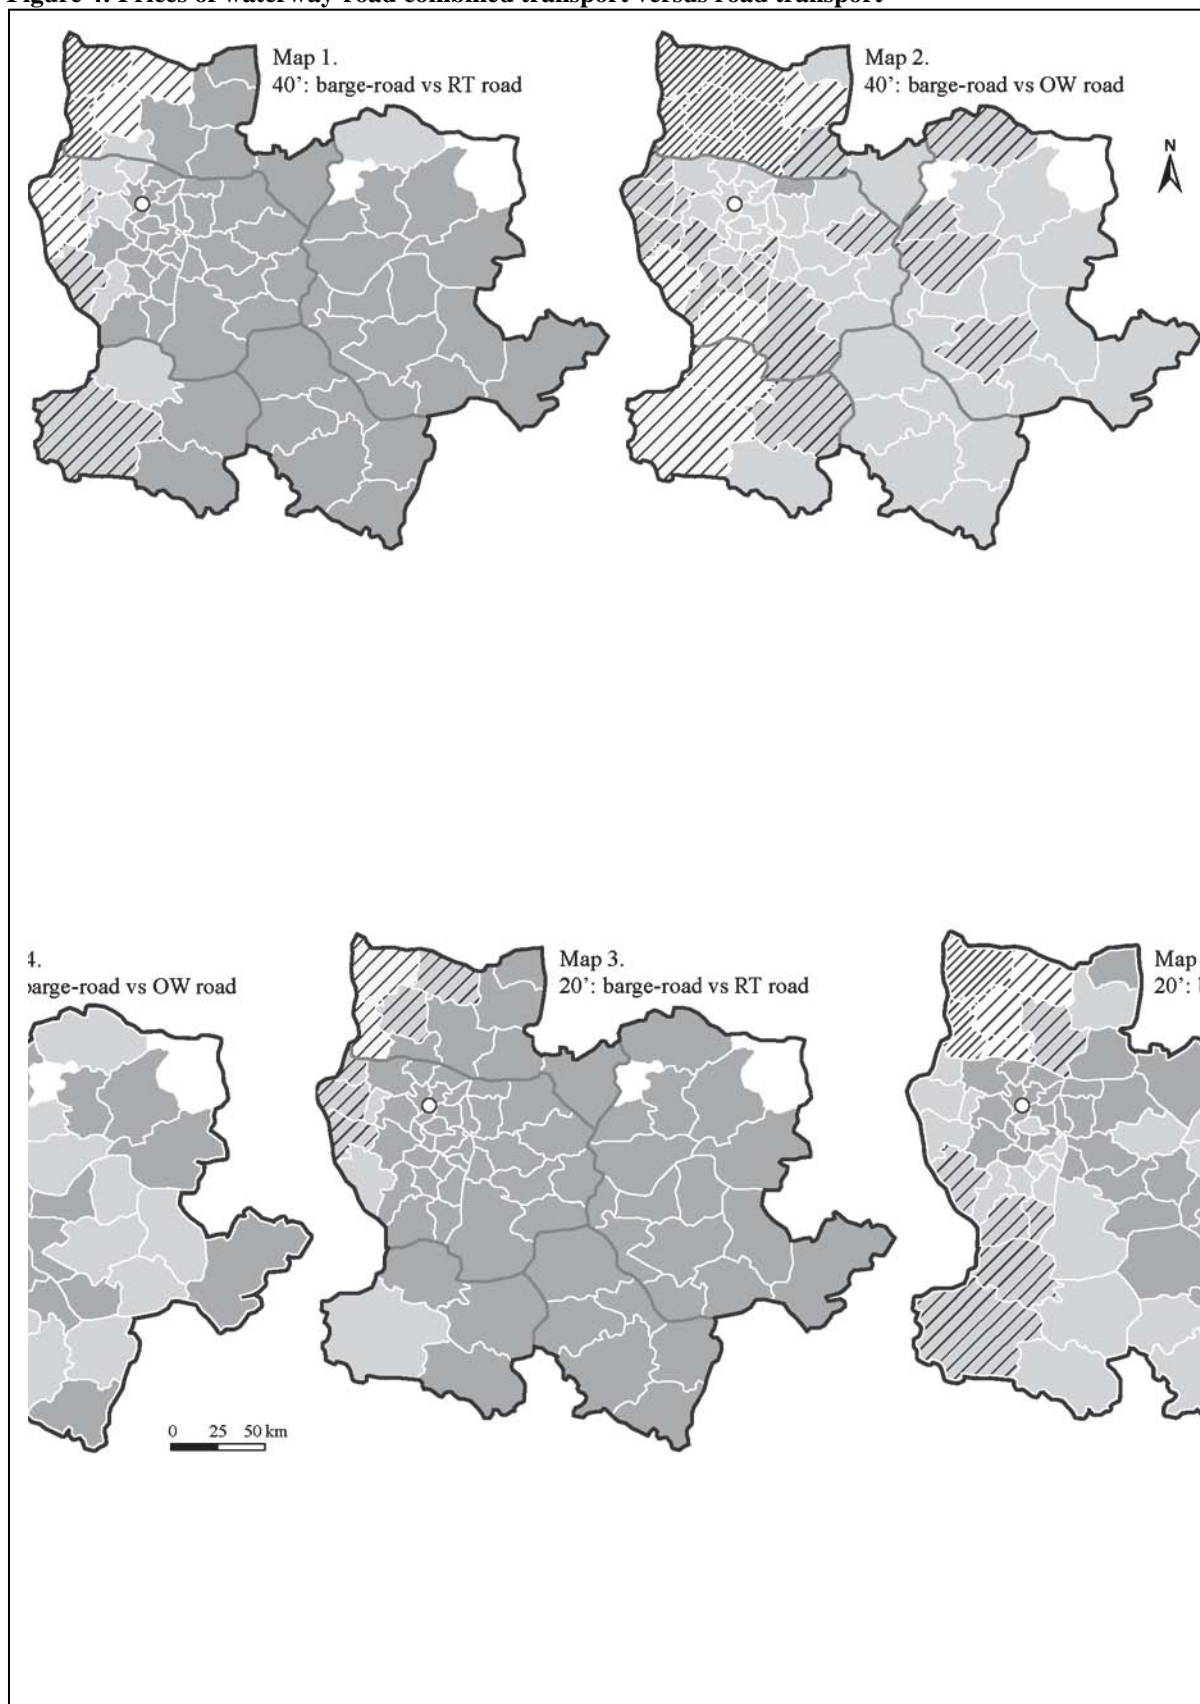 Figure 4. Prices of waterway-road combined transport versus road transport
Map 1.
40’: barge-road vs RT road
Map 2.
40’: barge-road vs OW road
N
4.
barge-road vs OW road
Map 3.
20’: barge-road vs RT road
Map
20’:
0 25 50 km